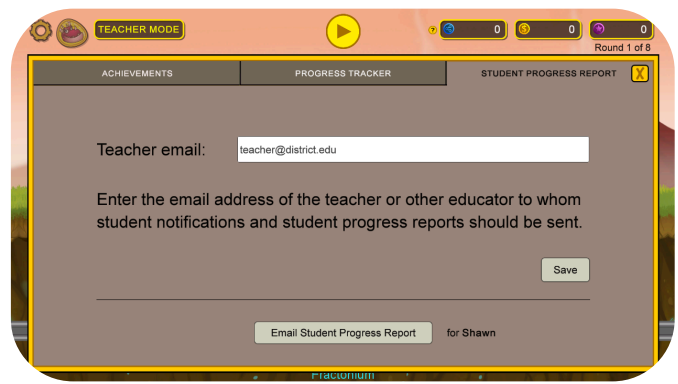 TEACHER MODE
? 0 0 0
Round 1 of 8
ACHIEVEMENTS PROGRESS TRACKER STUDENT PROGRESS REPORT X
Teacher email: teacher@district.edu
Enter the email address of the teacher or other educator to whom
student notifications and student progress reports should be sent.
Save
Email Student Progress Report for Shawn
Fractonium